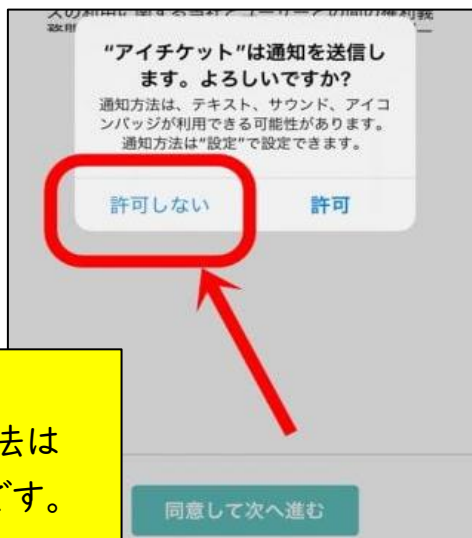 “アイチケット”は通知を送信し
ます。よろしいですか?
通知方法は、テキスト、サウンド、アイコ
ンバッジが利用できる可能性があります。
通知方法は“設定”で設定できます。
許可しない
許可
法は
です。
同意して次へ進む